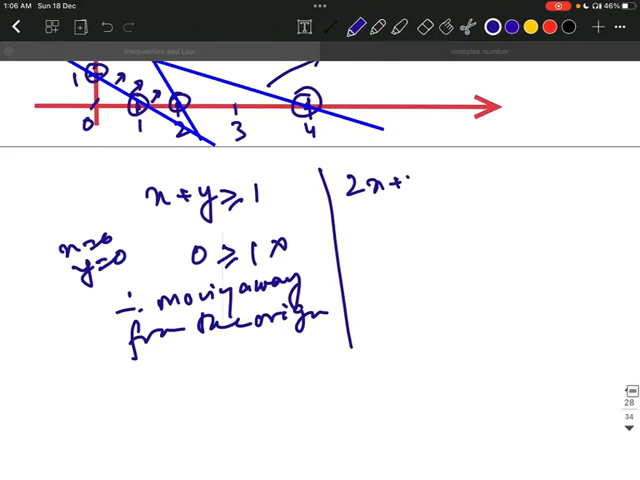 1:06 AM Sun 18 Dec
46%
Inequalities and Lpp
complex number
1
0 1 2 3 4
x + y ≥ 1
2x +
x=0
y=0
0 ≥ 1 ×
∴ moving away
from the origin
28
34